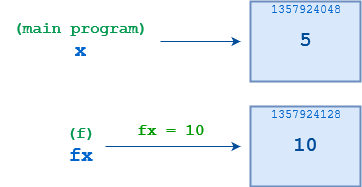 1357924048
(main program)
x
5
1357924128
(f)
fx = 10
fx
10